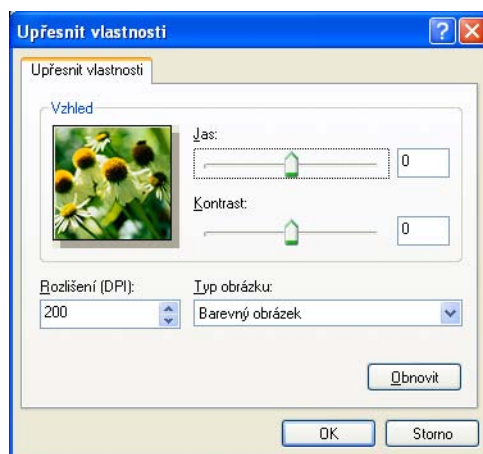 Upřesnit vlastnosti
Upřesnit vlastnosti
Vzhled
Jas:
0
Kontrast:
0
Rozlišení (DPI):
Typ obrázku:
200
Barevný obrázek
Obnovit
OK
Storno